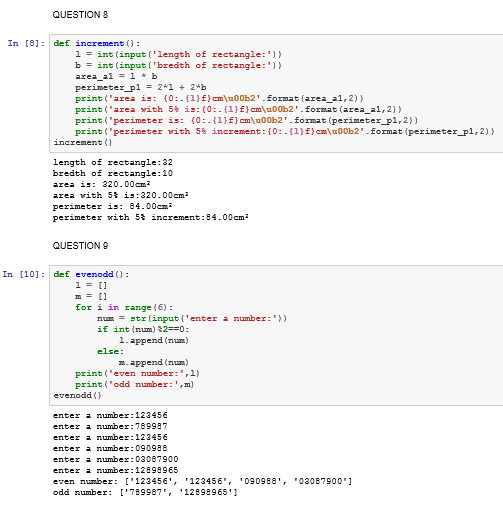 QUESTION 8
In [8]: def increment():
l = int(input('length of rectangle:'))
b = int(input('bredth of rectangle:'))
area_a1 = l * b
perimeter_p1 = 2*l + 2*b
print('area is: {0:.{1}f}cm\u00b2'.format(area_a1,2))
print('area with 5% is:{0:.{1}f}cm\u00b2'.format(area_a1,2))
print('perimeter is: {0:.{1}f}cm\u00b2'.format(perimeter_p1,2))
print('perimeter with 5% increment:{0:.{1}f}cm\u00b2'.format(perimeter_p1,2))
increment()
length of rectangle:32
bredth of rectangle:10
area is: 320.00cm²
area with 5% is:320.00cm²
perimeter is: 84.00cm²
perimeter with 5% increment:84.00cm²
QUESTION 9
In [10]: def evenodd():
l = []
m = []
for i in range(6):
num = str(input('enter a number:'))
if int(num)%2==0:
l.append(num)
else:
m.append(num)
print('even number:',l)
print('odd number:',m)
evenodd()
enter a number:123456
enter a number:789987
enter a number:123456
enter a number:090988
enter a number:03087900
enter a number:12898965
even number: ['123456', '123456', '090988', '03087900']
odd number: ['789987', '12898965']